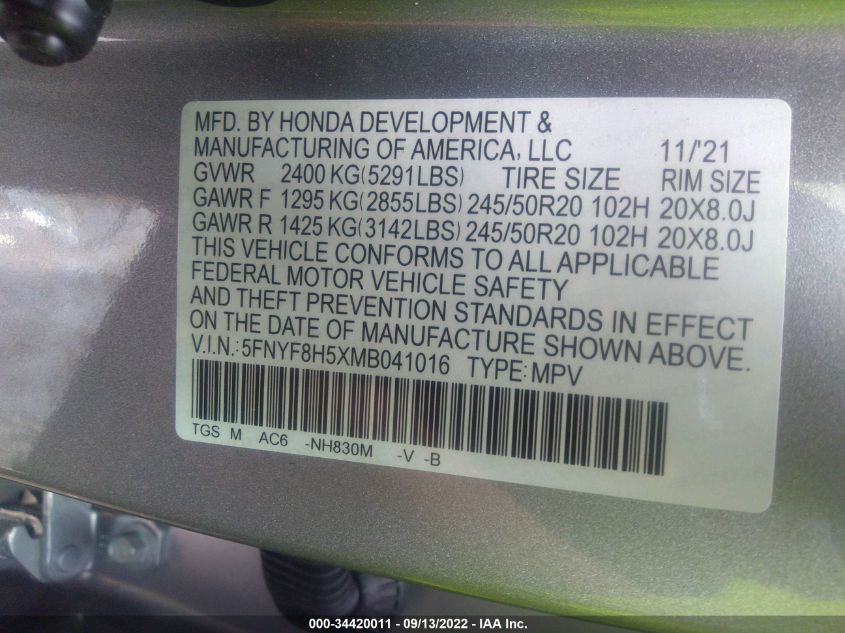 MFD. BY HONDA DEVELOPMENT &
MANUFACTURING OF AMERICA, LLC 11/'21
GVWR 2400 KG(5291LBS) TIRE SIZE RIM SIZE
GAWR F 1295 KG(2855LBS) 245/50R20 102H 20X8.0J
GAWR R 1425 KG(3142LBS) 245/50R20 102H 20X8.0J
THIS VEHICLE CONFORMS TO ALL APPLICABLE
FEDERAL MOTOR VEHICLE SAFETY
AND THEFT PREVENTION STANDARDS IN EFFECT
ON THE DATE OF MANUFACTURE SHOWN ABOVE.
V.I.N.:5FNYF8H5XMB041016 TYPE:MPV
TGS M AC6 -NH830M -V -B
000-34420011 - 09/13/2022 - IAA Inc.